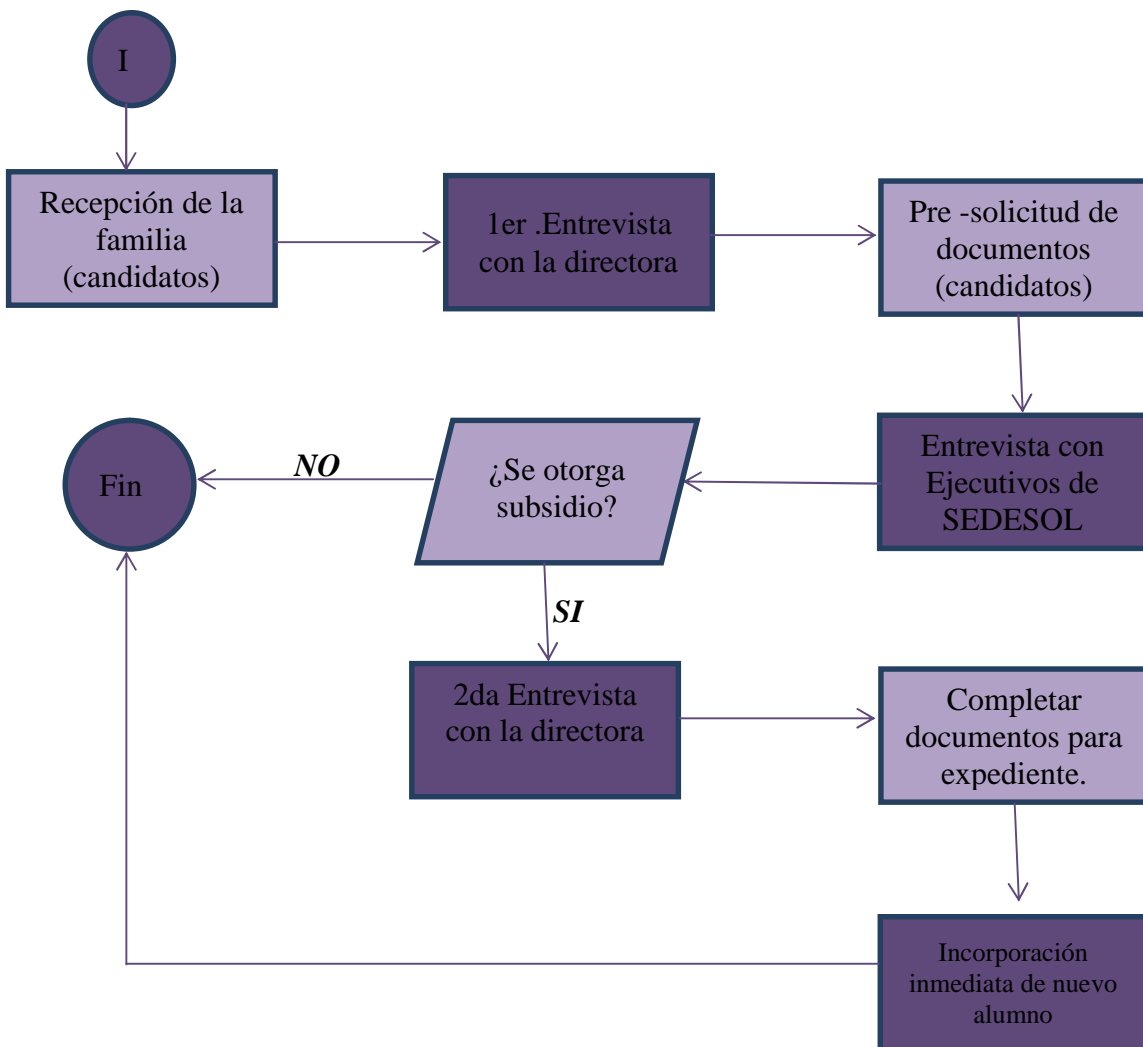 I
Recepción de la
familia
(candidatos)
1er .Entrevista
con la directora
Pre -solicitud de
documentos
(candidatos)
Entrevista con
Ejecutivos de
SEDESOL
¿Se otorga
subsidio?
NO
Fin
SI
2da Entrevista
con la directora
Completar
documentos para
expediente.
Incorporación
inmediata de nuevo
alumno